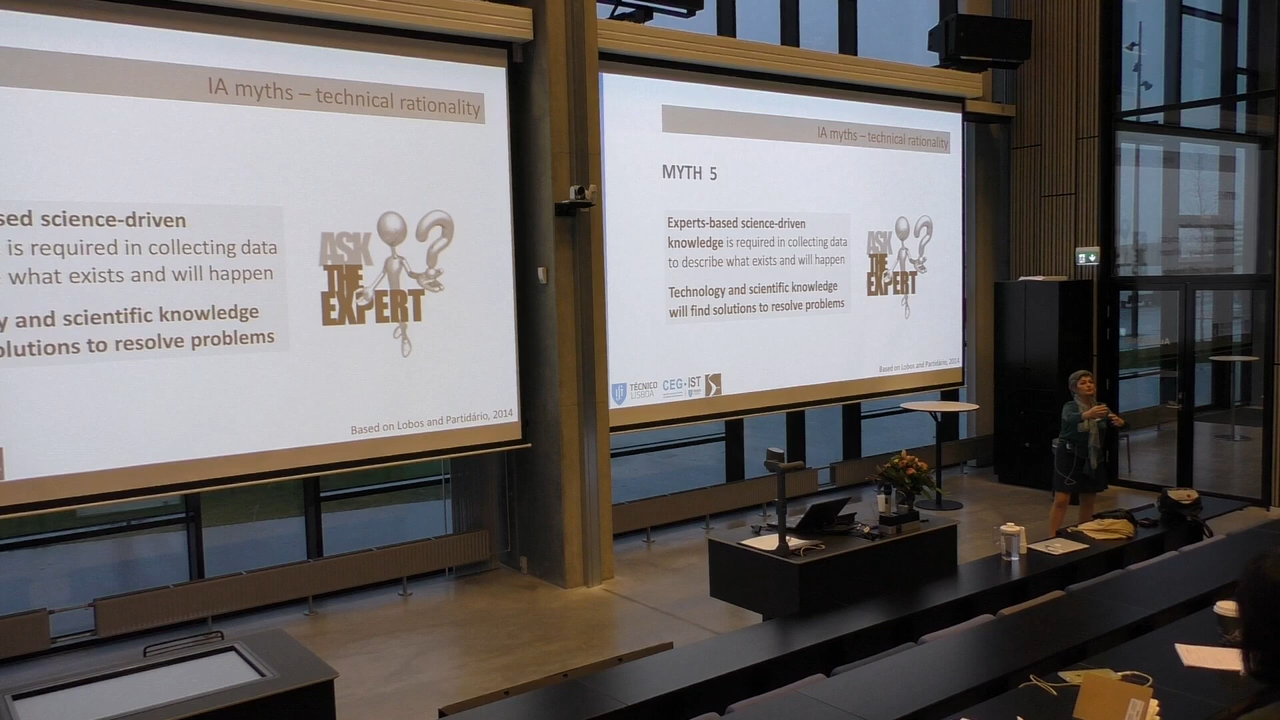 IA myths – technical rationality
sed science-driven
is required in collecting data
what exists and will happen
y and scientific knowledge
olutions to resolve problems
ASK
THE
EXPERT
?
Based on Lobos and Partidário, 2014
IA myths – technical rationality
MYTH 5
Experts-based science-driven
knowledge is required in collecting data
to describe what exists and will happen
Technology and scientific knowledge
will find solutions to resolve problems
ASK
THE
EXPERT
?
Based on Lobos and Partidário, 2014
TÉCNICO
LISBOA
CEG-IST